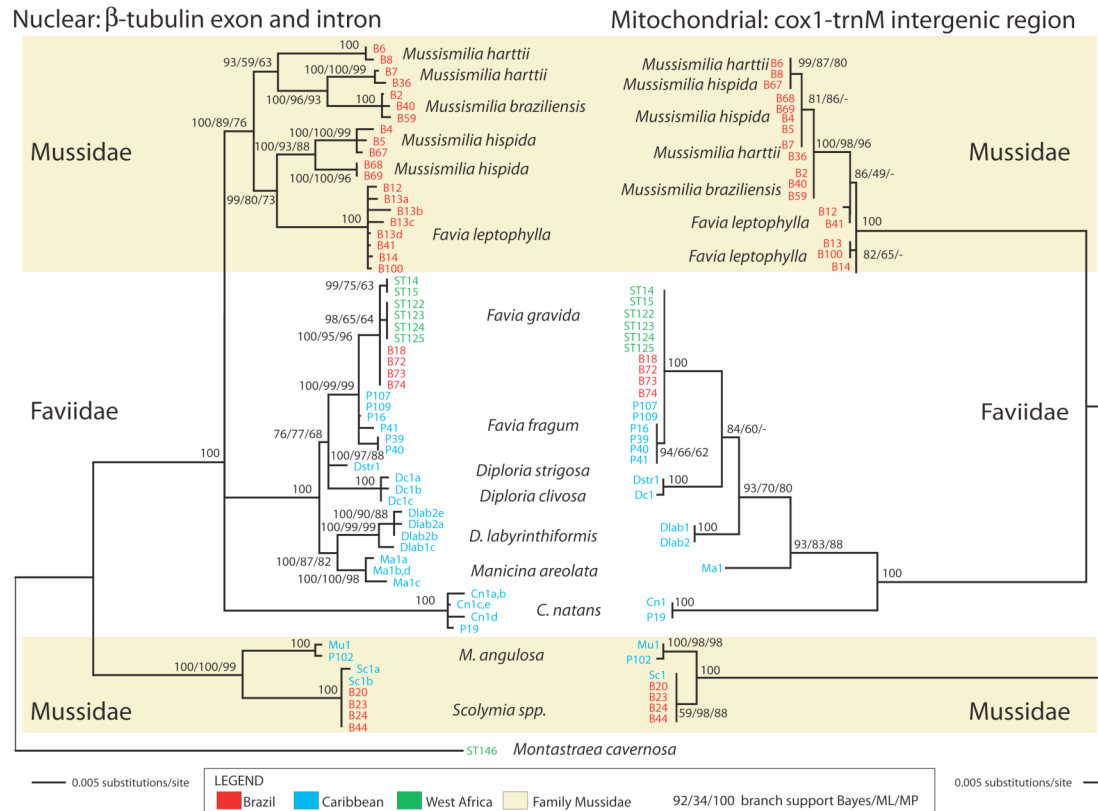 Nuclear: β-tubulin exon and intron
Mitochondrial: cox1-trnM intergenic region
Mussidae
100
B6
B8
Mussismilia harttii
93/59/63
100/100/99
B7
B36
Mussismilia harttii
100/96/93
100
B2
B40
B59
Mussismilia braziliensis
100/89/76
100/100/99
B4
B5
B67
Mussismilia hispida
100/93/88
100/100/96
B68
B69
Mussismilia hispida
99/80/73
100
B12
B13a
B13b
B13c
B13d
B41
B14
B100
Favia leptophylla
Mussismilia harttii
B6
B8
99/87/80
Mussismilia hispida
B67
B68
B69
B4
B5
81/86/-
Mussismilia hispida
B7
B36
Mussismilia harttii
100/98/96
B2
B40
B59
Mussismilia braziliensis
86/49/-
B12
B41
Favia leptophylla
100
B13
B100
B14
Favia leptophylla
82/65/-
Mussidae
Faviidae
99/75/63
ST14
ST15
98/65/64
ST122
ST123
ST124
ST125
100/95/96
B18
B72
B73
B74
Favia gravida
100/99/99
P107
P109
P16
P41
P39
P40
Favia fragum
76/77/68
100/97/88
Dstr1
Diploria strigosa
100
100
Dc1a
Dc1b
Dc1c
Diploria clivosa
100
100/90/88
Dlab2e
Dlab2a
Dlab2b
Dlab1c
100/99/99
D. labyrinthiformis
100/87/82
Ma1a
Ma1b,d
Ma1c
100/100/98
Manicina areolata
100
Cn1a,b
Cn1c,e
Cn1d
P19
C. natans
ST14
ST15
ST122
ST123
ST124
ST125
B18
B72
B73
B74
100
P107
P109
P16
P39
P40
P41
94/66/62
84/60/-
Dstr1
Dc1
100
93/70/80
Dlab1
Dlab2
100
93/83/88
Ma1
100
Cn1
P19
100
Faviidae
Mussidae
100
Mu1
P102
M. angulosa
100/100/99
100
Sc1a
Sc1b
B20
B23
B24
B44
Scolymia spp.
Mu1
P102
100/98/98
100
Sc1
B20
B23
B24
B44
59/98/88
Mussidae
ST146
Montastraea cavernosa
0.005 substitutions/site
LEGEND
Brazil
Caribbean
West Africa
Family Mussidae
92/34/100 branch support Bayes/ML/MP
0.005 substitutions/site